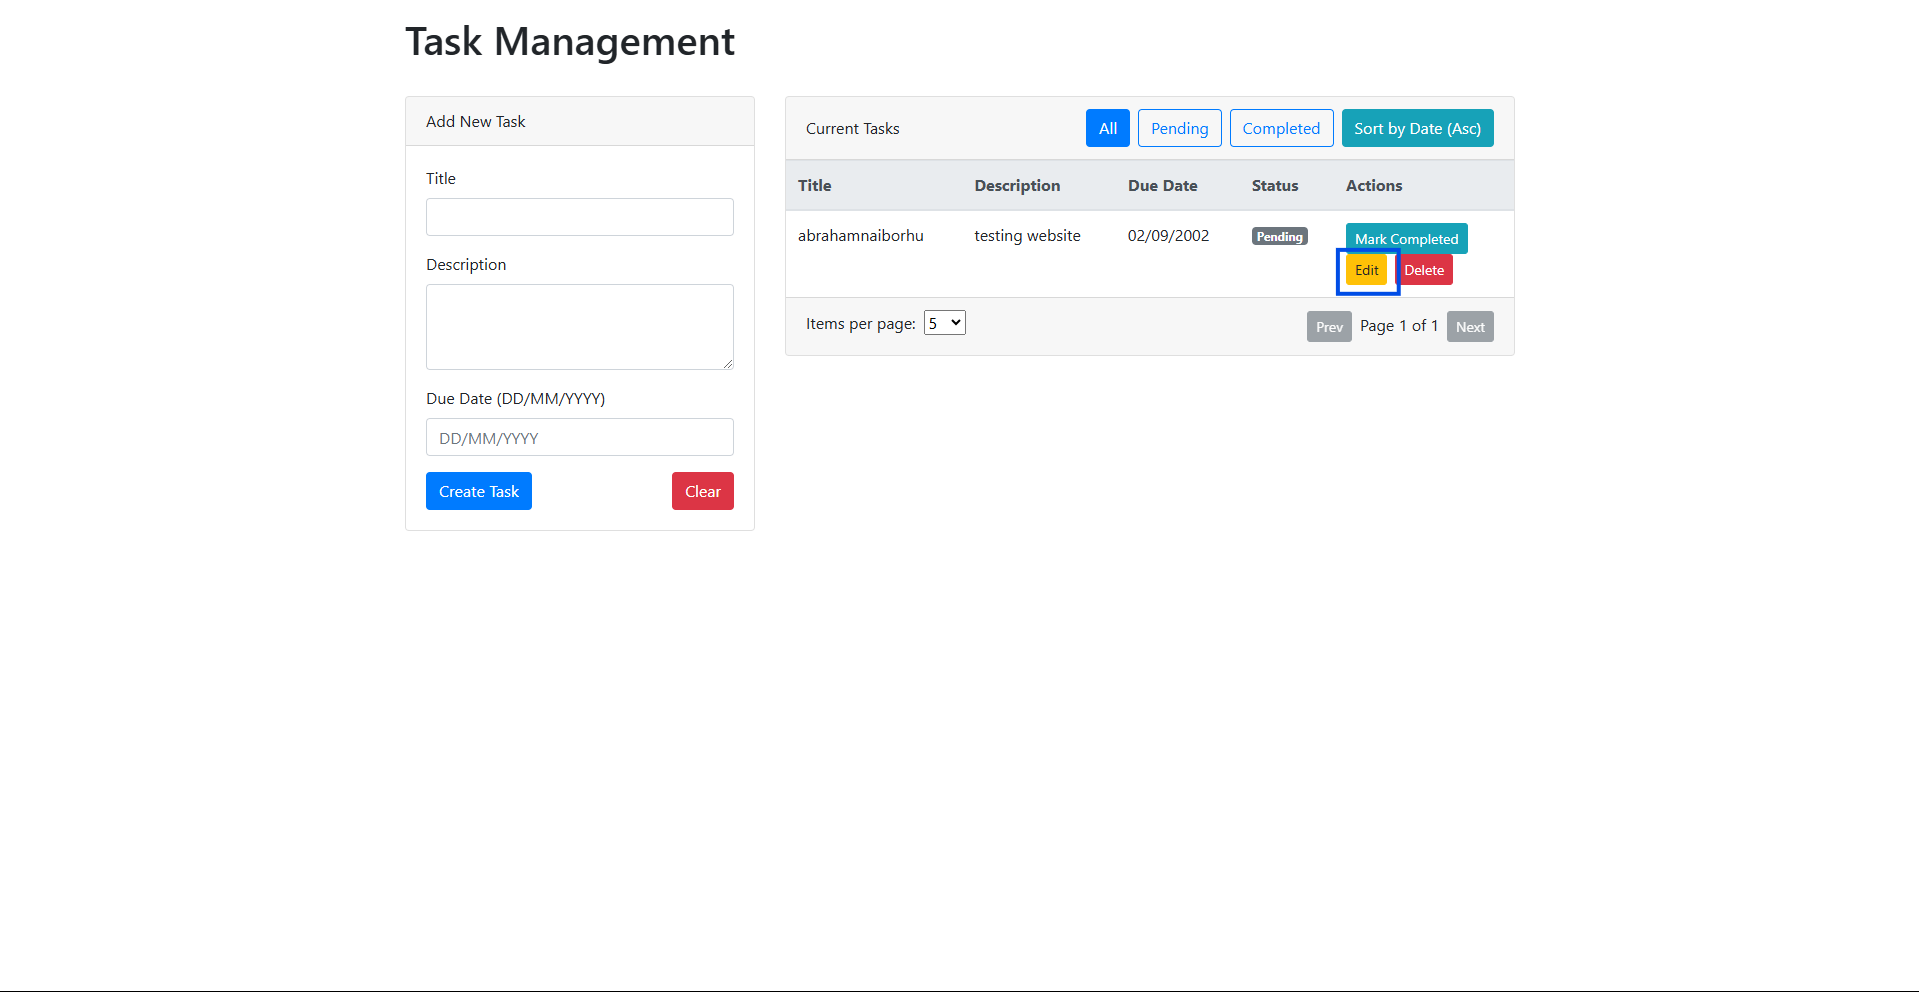 Task Management
Add New Task
Title
Description
Due Date (DD/MM/YYYY)
DD/MM/YYYY
Create Task Clear
Current Tasks All Pending Completed Sort by Date (Asc)
Title Description Due Date Status Actions
abrahamnaiborhu testing website 02/09/2002 Pending Mark Completed
Edit Delete
Items per page: 5 Prev Page 1 of 1 Next